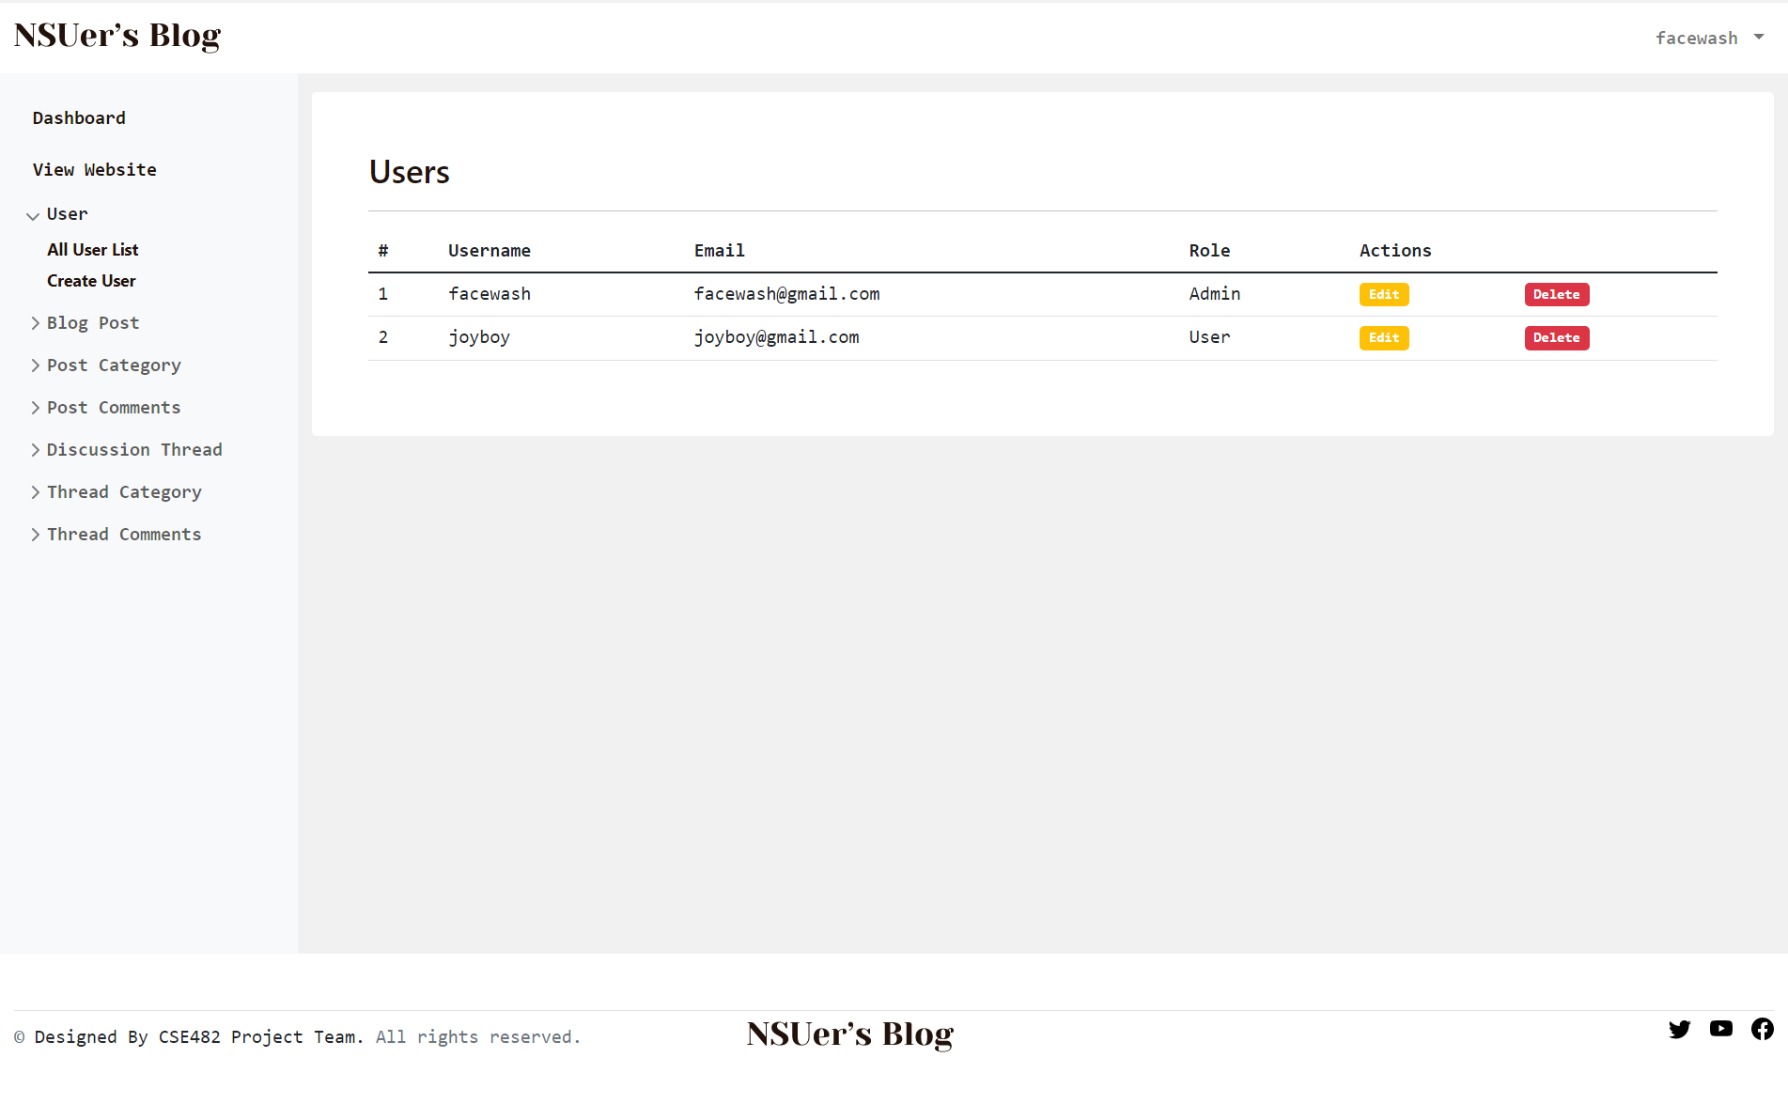 NSUer’s Blog
facewash
Dashboard
View Website
User
All User List
Create User
Blog Post
Post Category
Post Comments
Discussion Thread
Thread Category
Thread Comments
Users
# Username Email Role Actions
1 facewash facewash@gmail.com Admin Edit Delete
2 joyboy joyboy@gmail.com User Edit Delete
© Designed By CSE482 Project Team. All rights reserved.
NSUer’s Blog